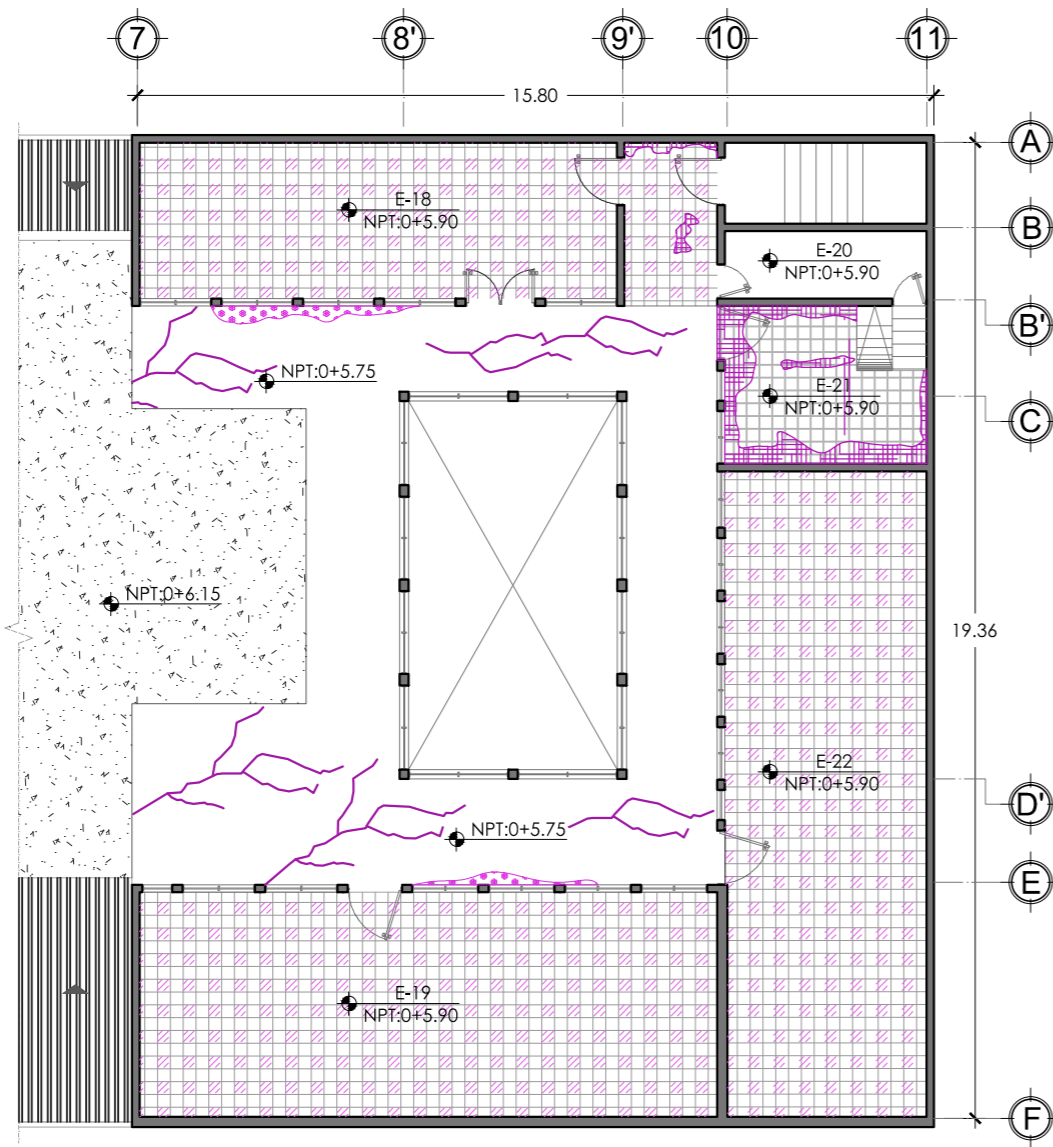 7
8'
9'
10
11
15.80
A
E-18
NPT:0+5.90
B
E-20
NPT:0+5.90
B'
NPT:0+5.75
E-21
NPT:0+5.90
C
NPT:0+6.15
19.36
E-22
NPT:0+5.90
D'
NPT:0+5.75
E
E-19
NPT:0+5.90
F